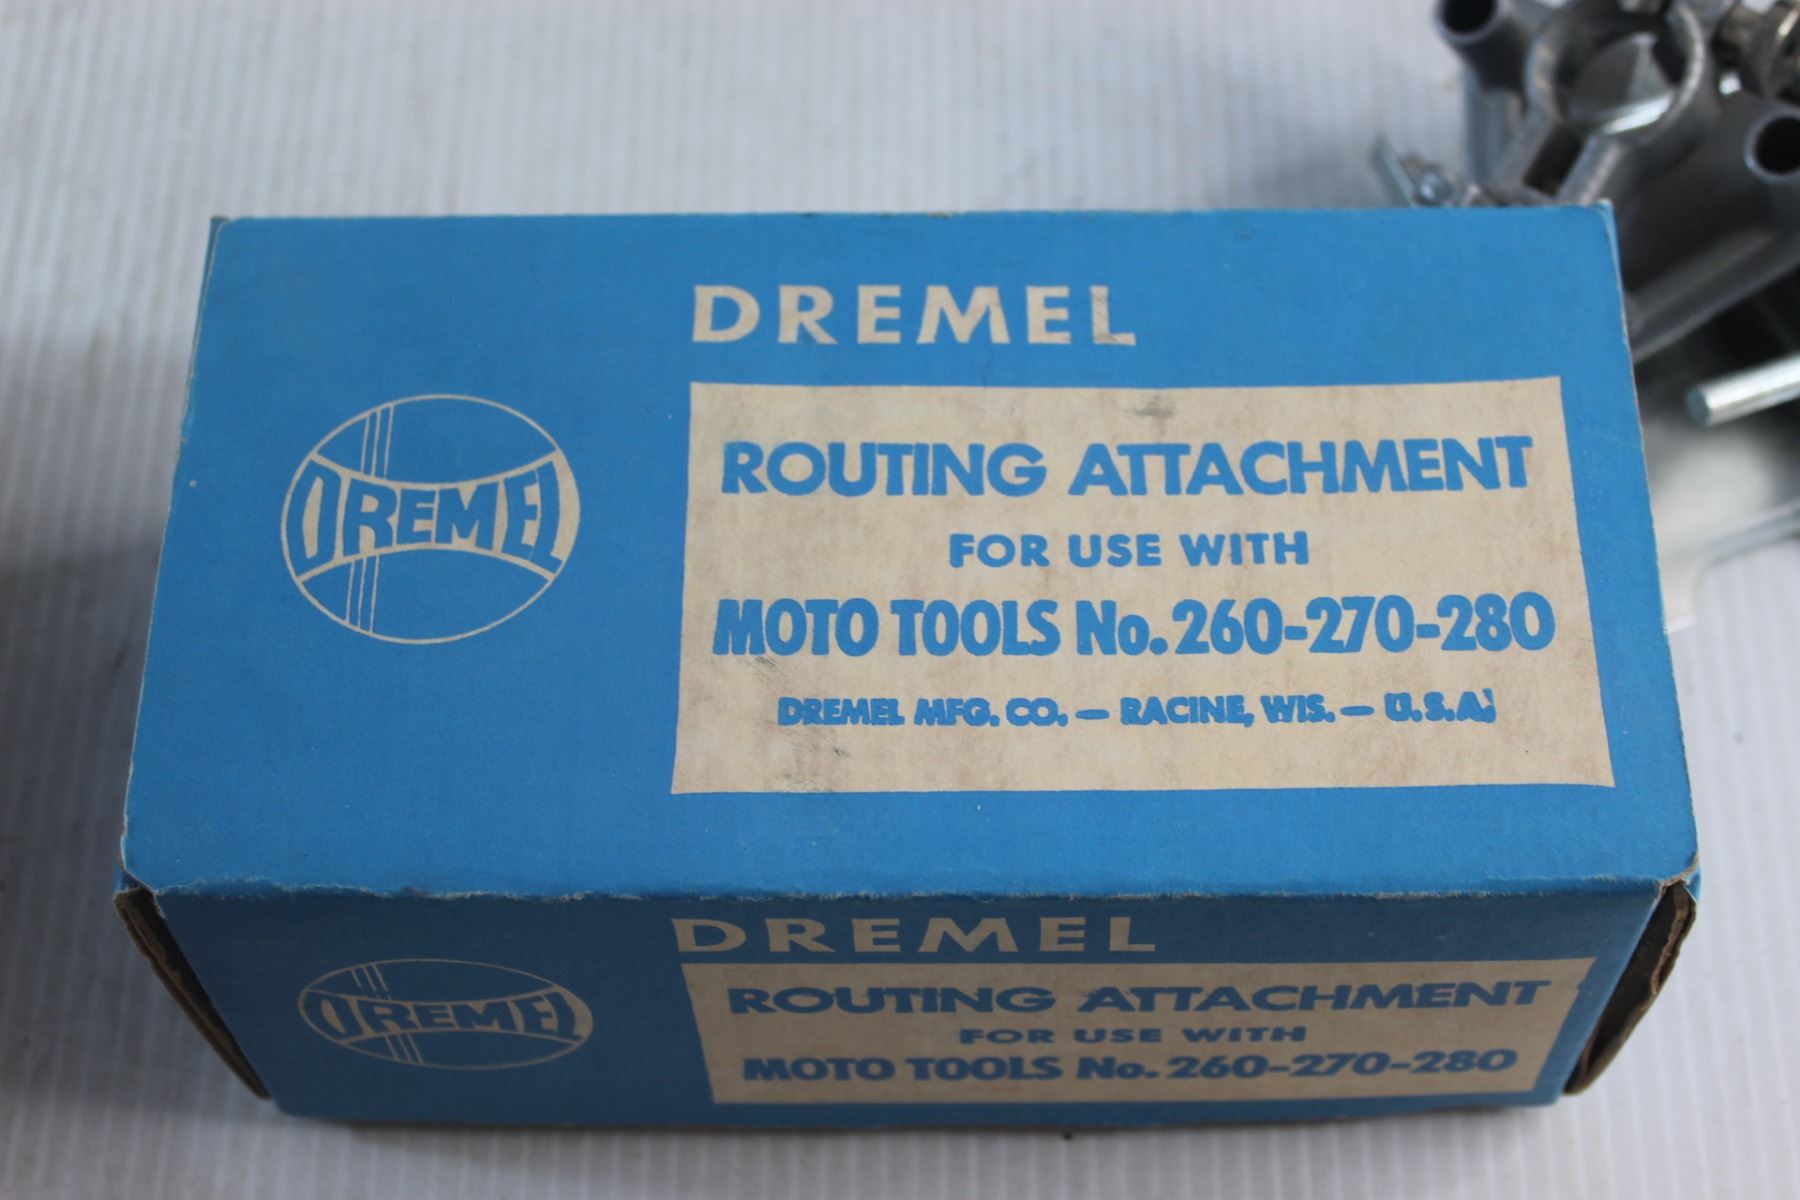 DREMEL
DREMEL
ROUTING ATTACHMENT
FOR USE WITH
MOTO TOOLS No. 260-270-280
DREMEL MFG. CO. — RACINE, WIS. — U.S.A.
DREMEL
DREMEL
ROUTING ATTACHMENT
FOR USE WITH
MOTO TOOLS No. 260-270-280